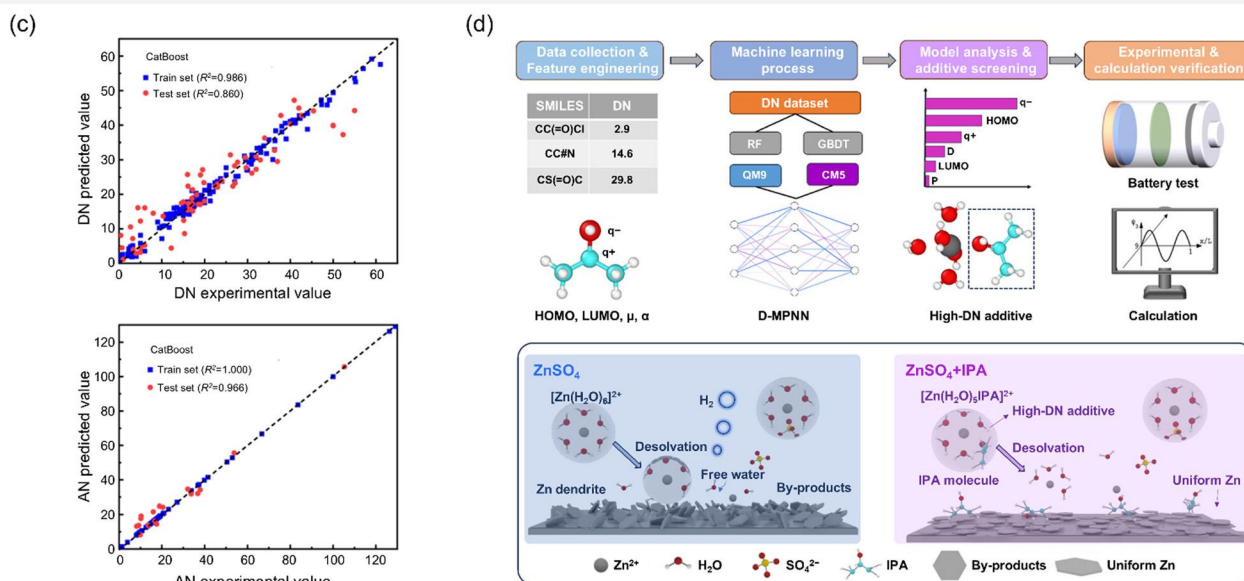 (c)
CatBoost
Train set (R²=0.986)
Test set (R²=0.860)
DN predicted value
60
50
40
30
20
10
0
0 10 20 30 40 50 60
DN experimental value
CatBoost
Train set (R²=1.000)
Test set (R²=0.966)
AN predicted value
120
100
80
60
40
20
0
0 20 40 60 80 100 120
AN experimental value
(d)
Data collection &
Feature engineering
Machine learning
process
Model analysis &
additive screening
Experimental &
calculation verification
SMILES DN
CC(=O)Cl 2.9
CC#N 14.6
CS(=O)C 29.8
q−
q+
HOMO, LUMO, μ, α
DN dataset
RF
GBDT
QM9
CM5
D-MPNN
q−
HOMO
q+
D
LUMO
P
High-DN additive
Battery test
x/L
1
Calculation
ZnSO₄
[Zn(H₂O)₆]²⁺
H₂
Desolvation
Free water
Zn dendrite
By-products
ZnSO₄+IPA
[Zn(H₂O)₅IPA]²⁺
High-DN additive
Desolvation
IPA molecule
Uniform Zn
Zn²⁺
H₂O
SO₄²⁻
IPA
By-products
Uniform Zn